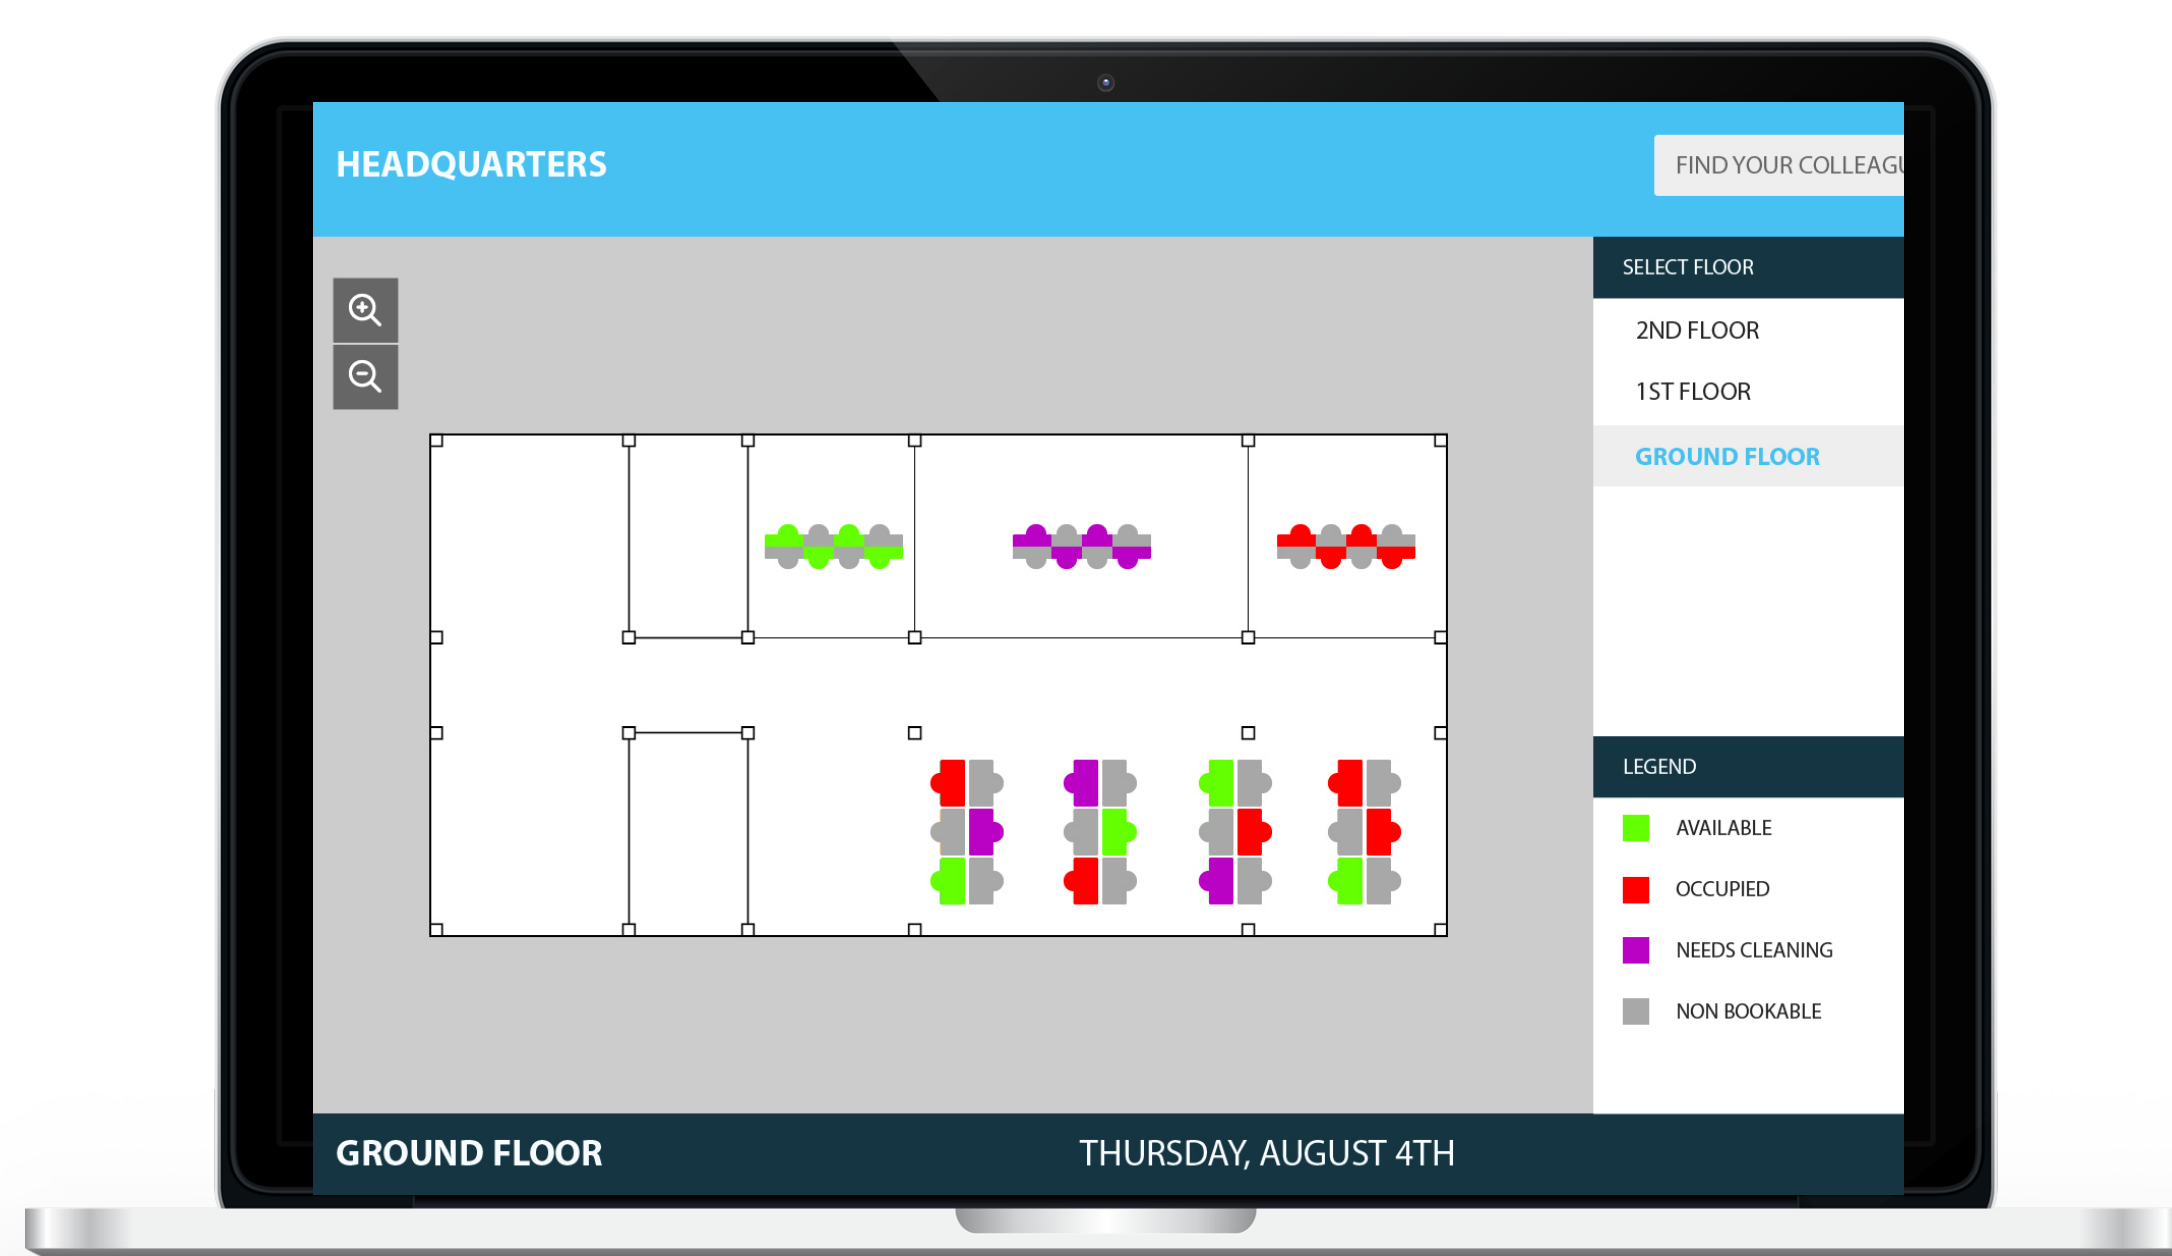 HEADQUARTERS
FIND YOUR COLLEAGU
SELECT FLOOR
2ND FLOOR
1ST FLOOR
GROUND FLOOR
LEGEND
AVAILABLE
OCCUPIED
NEEDS CLEANING
NON BOOKABLE
GROUND FLOOR
THURSDAY, AUGUST 4TH